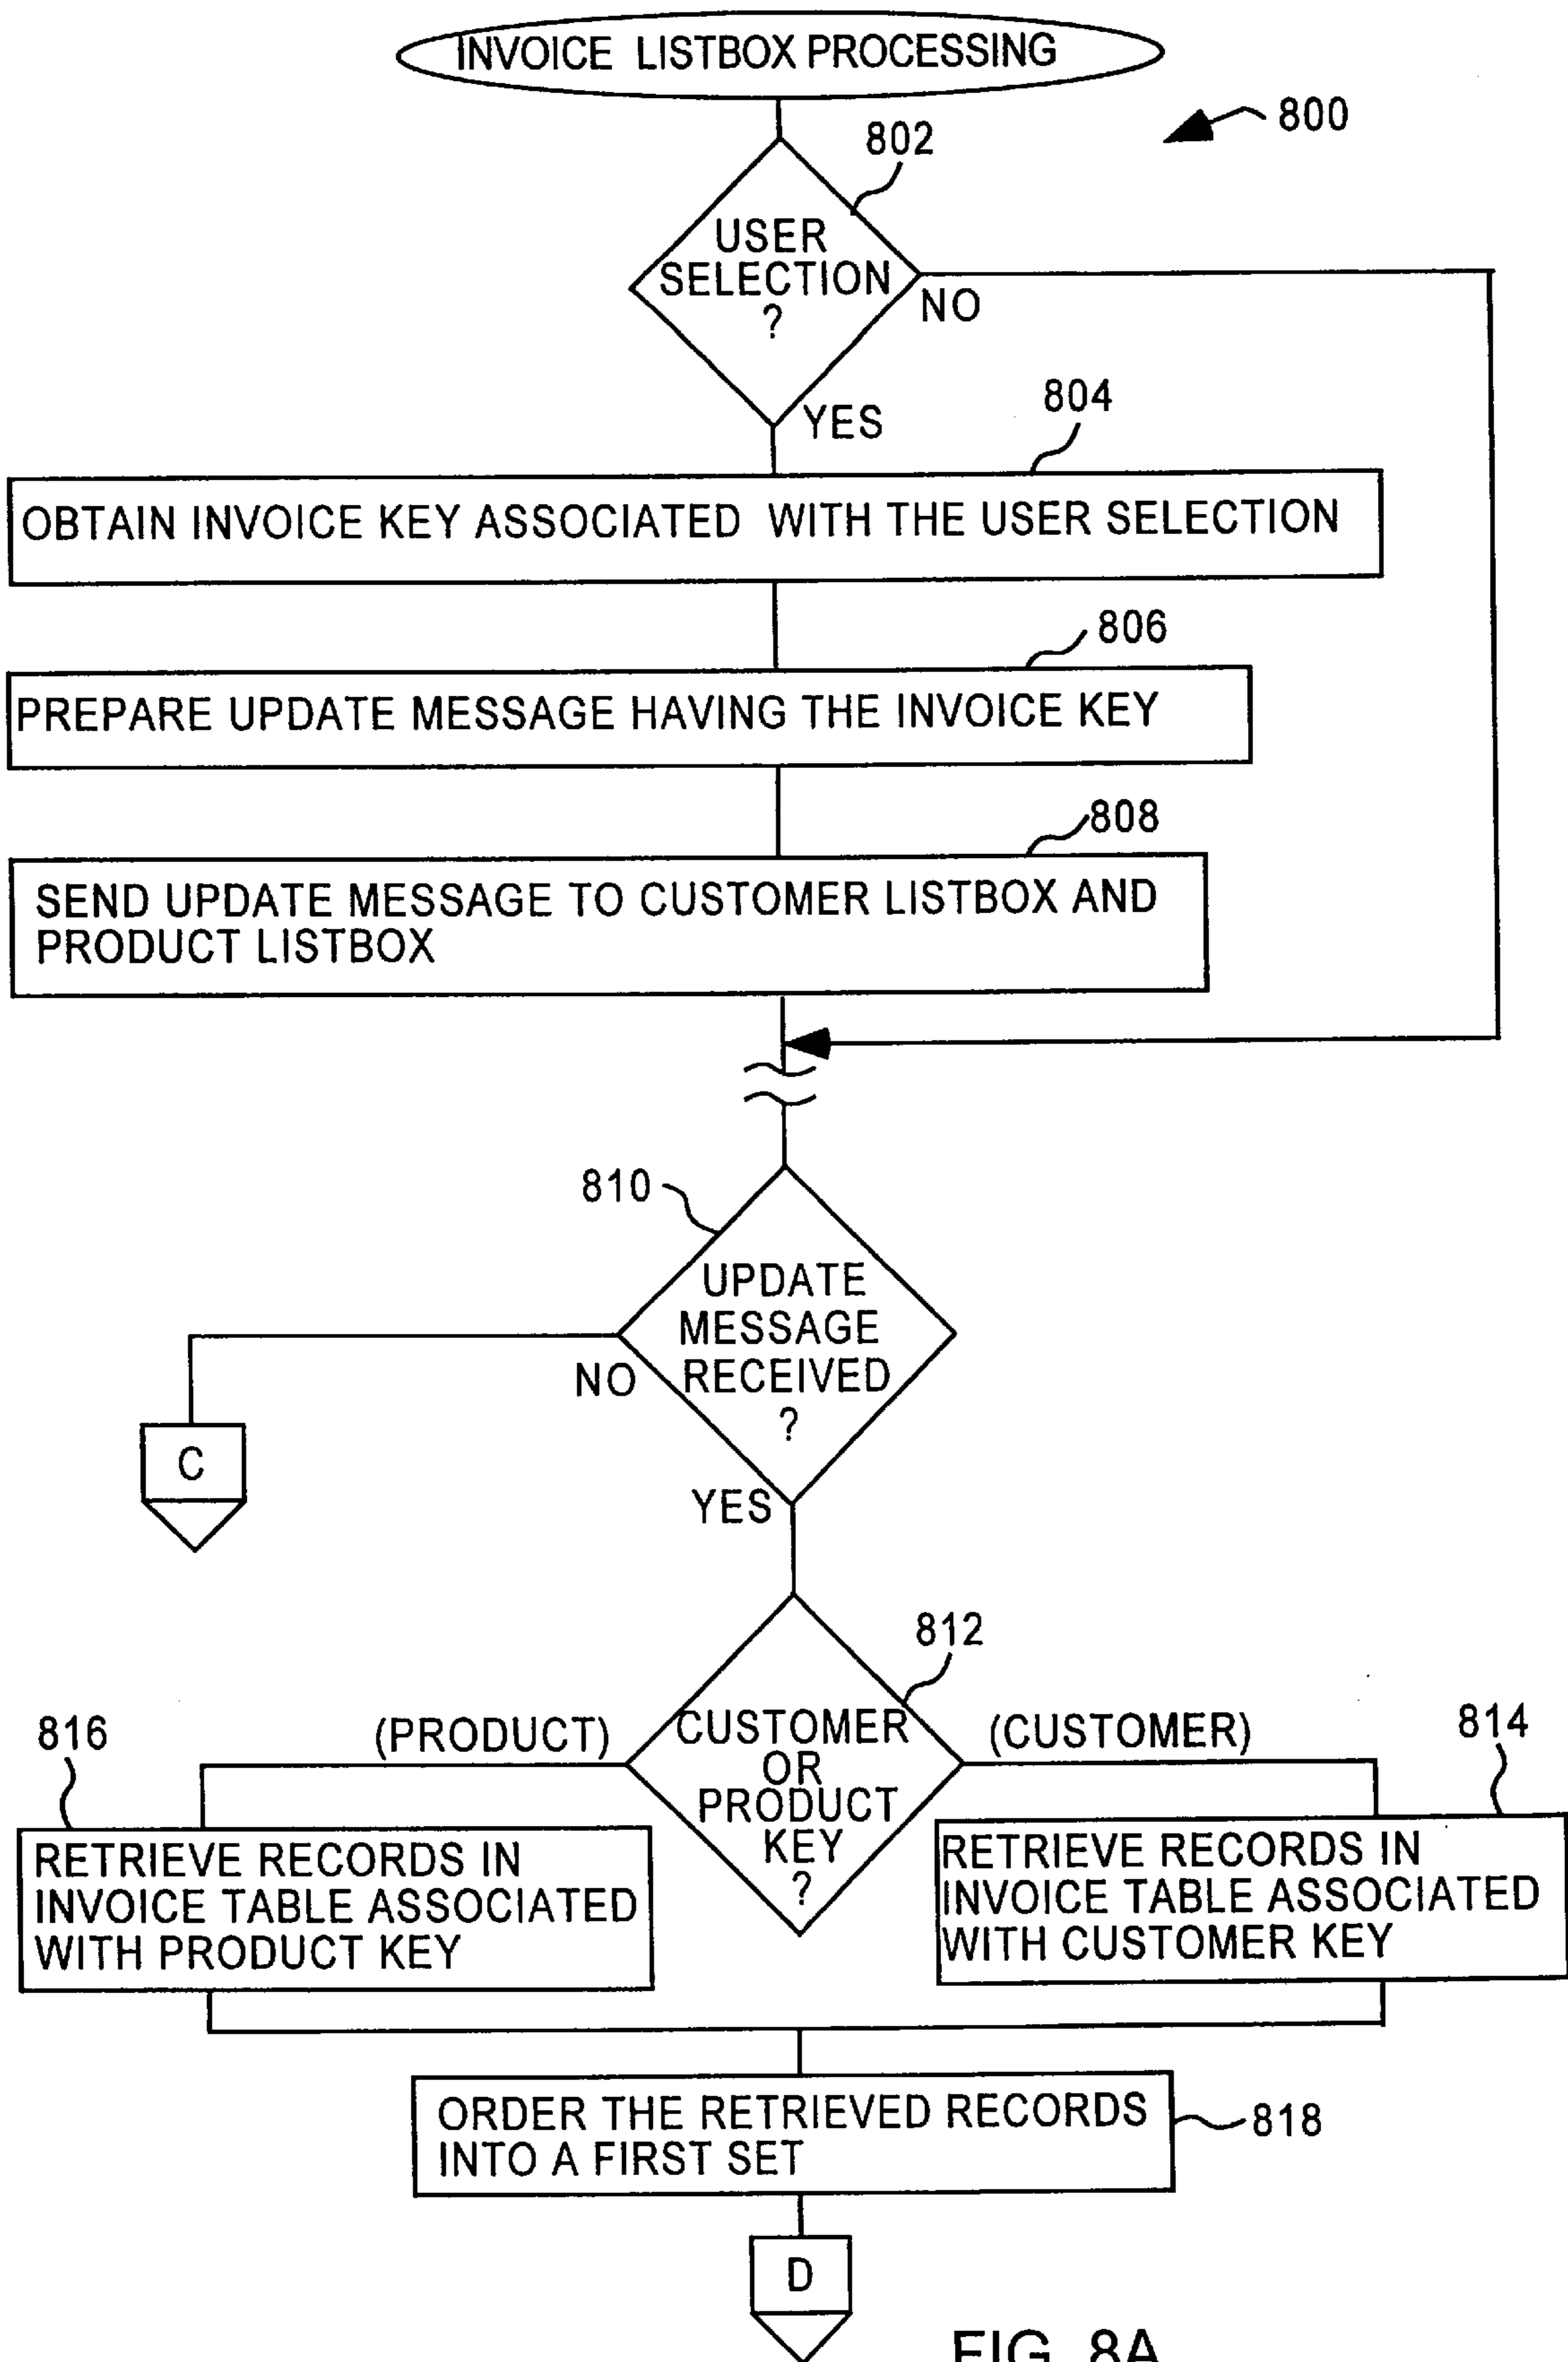 INVOICE LISTBOX PROCESSING
800
802
USER
SELECTION
?
NO
YES
804
OBTAIN INVOICE KEY ASSOCIATED WITH THE USER SELECTION
806
PREPARE UPDATE MESSAGE HAVING THE INVOICE KEY
808
SEND UPDATE MESSAGE TO CUSTOMER LISTBOX AND
PRODUCT LISTBOX
810
UPDATE
MESSAGE
RECEIVED
?
NO
C
YES
812
CUSTOMER
OR
PRODUCT
KEY
?
816
(PRODUCT)
(CUSTOMER)
814
RETRIEVE RECORDS IN
INVOICE TABLE ASSOCIATED
WITH PRODUCT KEY
RETRIEVE RECORDS IN
INVOICE TABLE ASSOCIATED
WITH CUSTOMER KEY
ORDER THE RETRIEVED RECORDS
INTO A FIRST SET
818
D
FIG. 8A